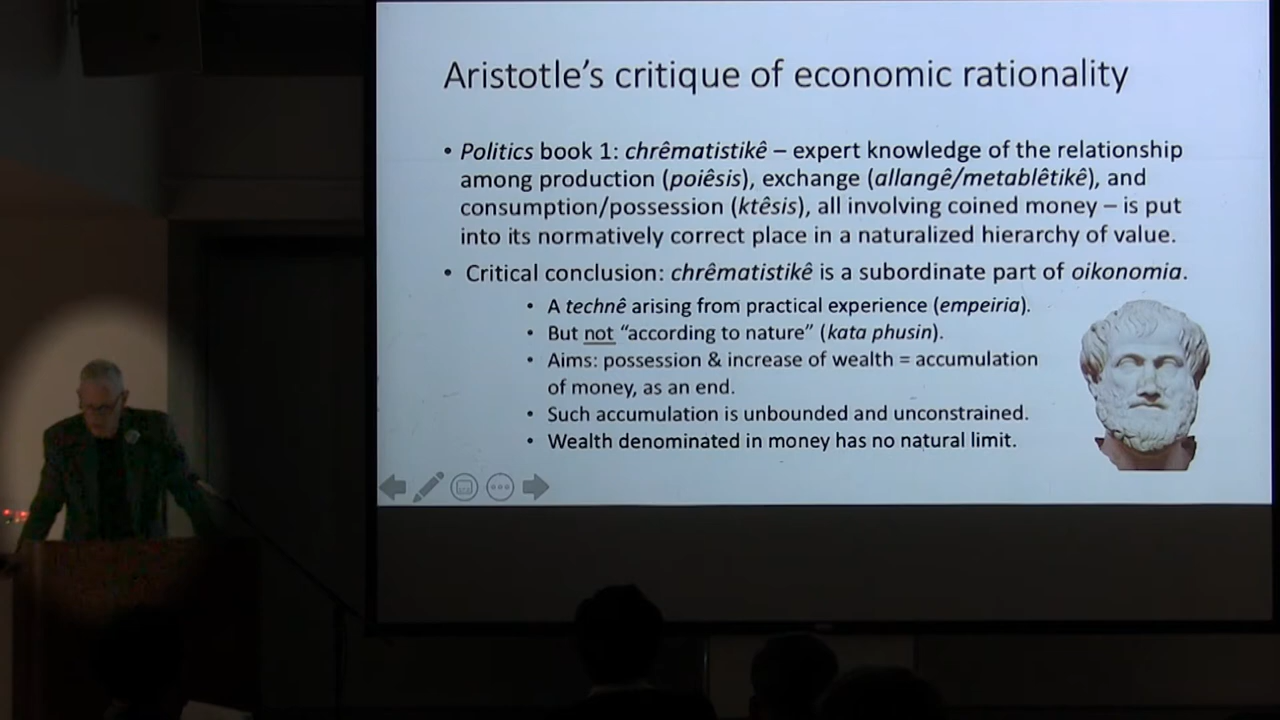 Aristotle's critique of economic rationality
• Politics book 1: chrêmatistikê – expert knowledge of the relationship
among production (poiêsis), exchange (allangê/metablêtikê), and
consumption/possession (ktêsis), all involving coined money – is put
into its normatively correct place in a naturalized hierarchy of value.
• Critical conclusion: chrêmatistikê is a subordinate part of oikonomia.
• A technê arising from practical experience (empeiria).
• But not “according to nature” (kata phusin).
• Aims: possession & increase of wealth = accumulation
of money, as an end.
• Such accumulation is unbounded and unconstrained.
• Wealth denominated in money has no natural limit.